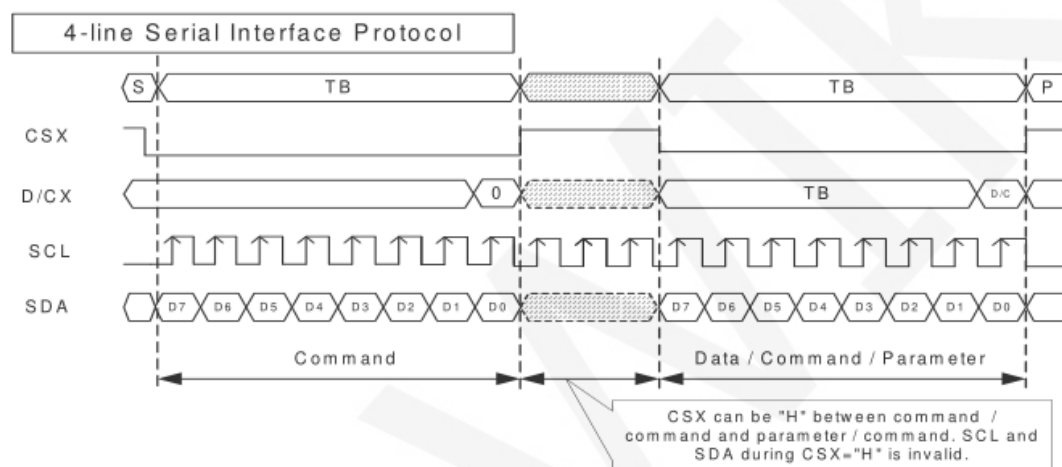 4-line Serial Interface Protocol
S TB TB P
CSX
D/CX 0 TB D/C
SCL
SDA D7 D6 D5 D4 D3 D2 D1 D0 D7 D6 D5 D4 D3 D2 D1 D0
Command Data / Command / Parameter
CSX can be "H" between command /
command and parameter / command. SCL and
SDA during CSX="H" is invalid.